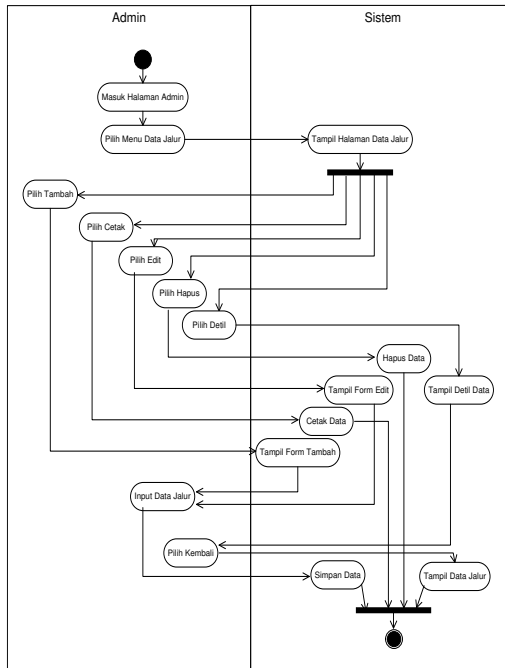 Admin
Sistem
Masuk Halaman Admin
Pilih Menu Data Jalur
Tampil Halaman Data Jalur
Pilih Tambah
Pilih Cetak
Pilih Edit
Pilih Hapus
Pilih Detil
Hapus Data
Tampil Form Edit
Tampil Detil Data
Cetak Data
Tampil Form Tambah
Input Data Jalur
Pilih Kembali
Simpan Data
Tampil Data Jalur